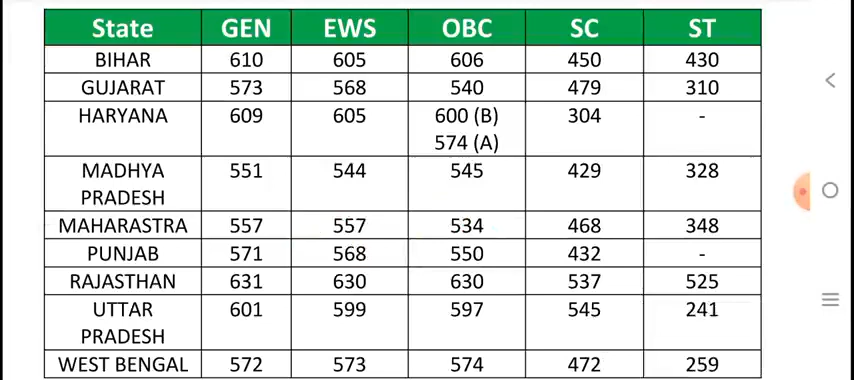 State GEN EWS OBC SC ST
BIHAR 610 605 606 450 430
GUJARAT 573 568 540 479 310
HARYANA 609 605 600 (B) 304 -
574 (A)
MADHYA 551 544 545 429 328
PRADESH
MAHARASTRA 557 557 534 468 348
PUNJAB 571 568 550 432 -
RAJASTHAN 631 630 630 537 525
UTTAR 601 599 597 545 241
PRADESH
WEST BENGAL 572 573 574 472 259